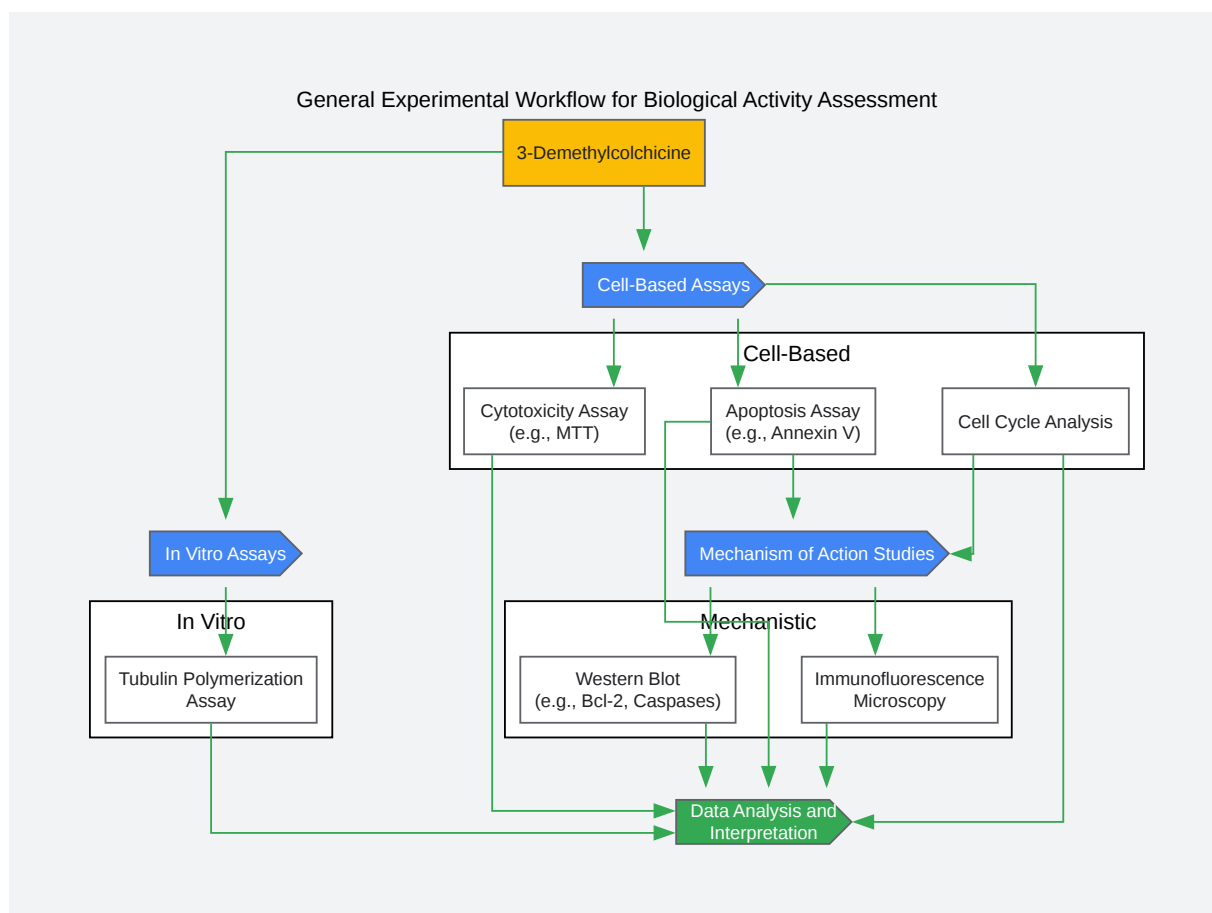 General Experimental Workflow for Biological Activity Assessment
3-Demethylcolchicine
Cell-Based Assays
Cell-Based
Cytotoxicity Assay
(e.g., MTT)
Apoptosis Assay
(e.g., Annexin V)
Cell Cycle Analysis
In Vitro Assays
Mechanism of Action Studies
In Vitro
Tubulin Polymerization
Assay
Mechanistic
Western Blot
(e.g., Bcl-2, Caspases)
Immunofluorescence
Microscopy
Data Analysis and
Interpretation